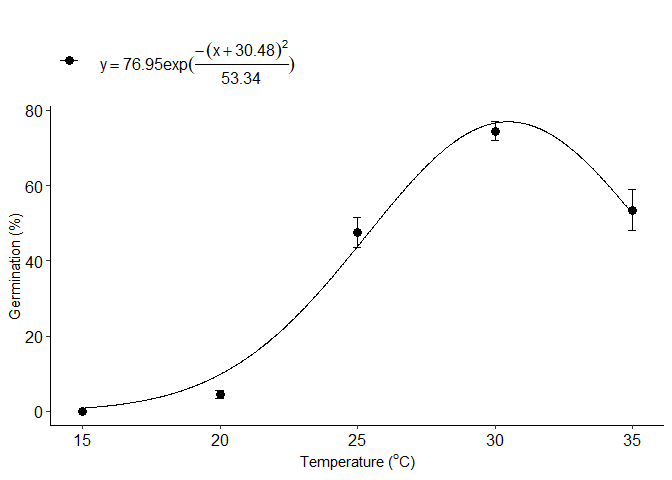 y = 76.95exp(−(x + 30.48)²/53.34)
80
60
40
20
0
Germination (%)
15 20 25 30 35
Temperature (°C)